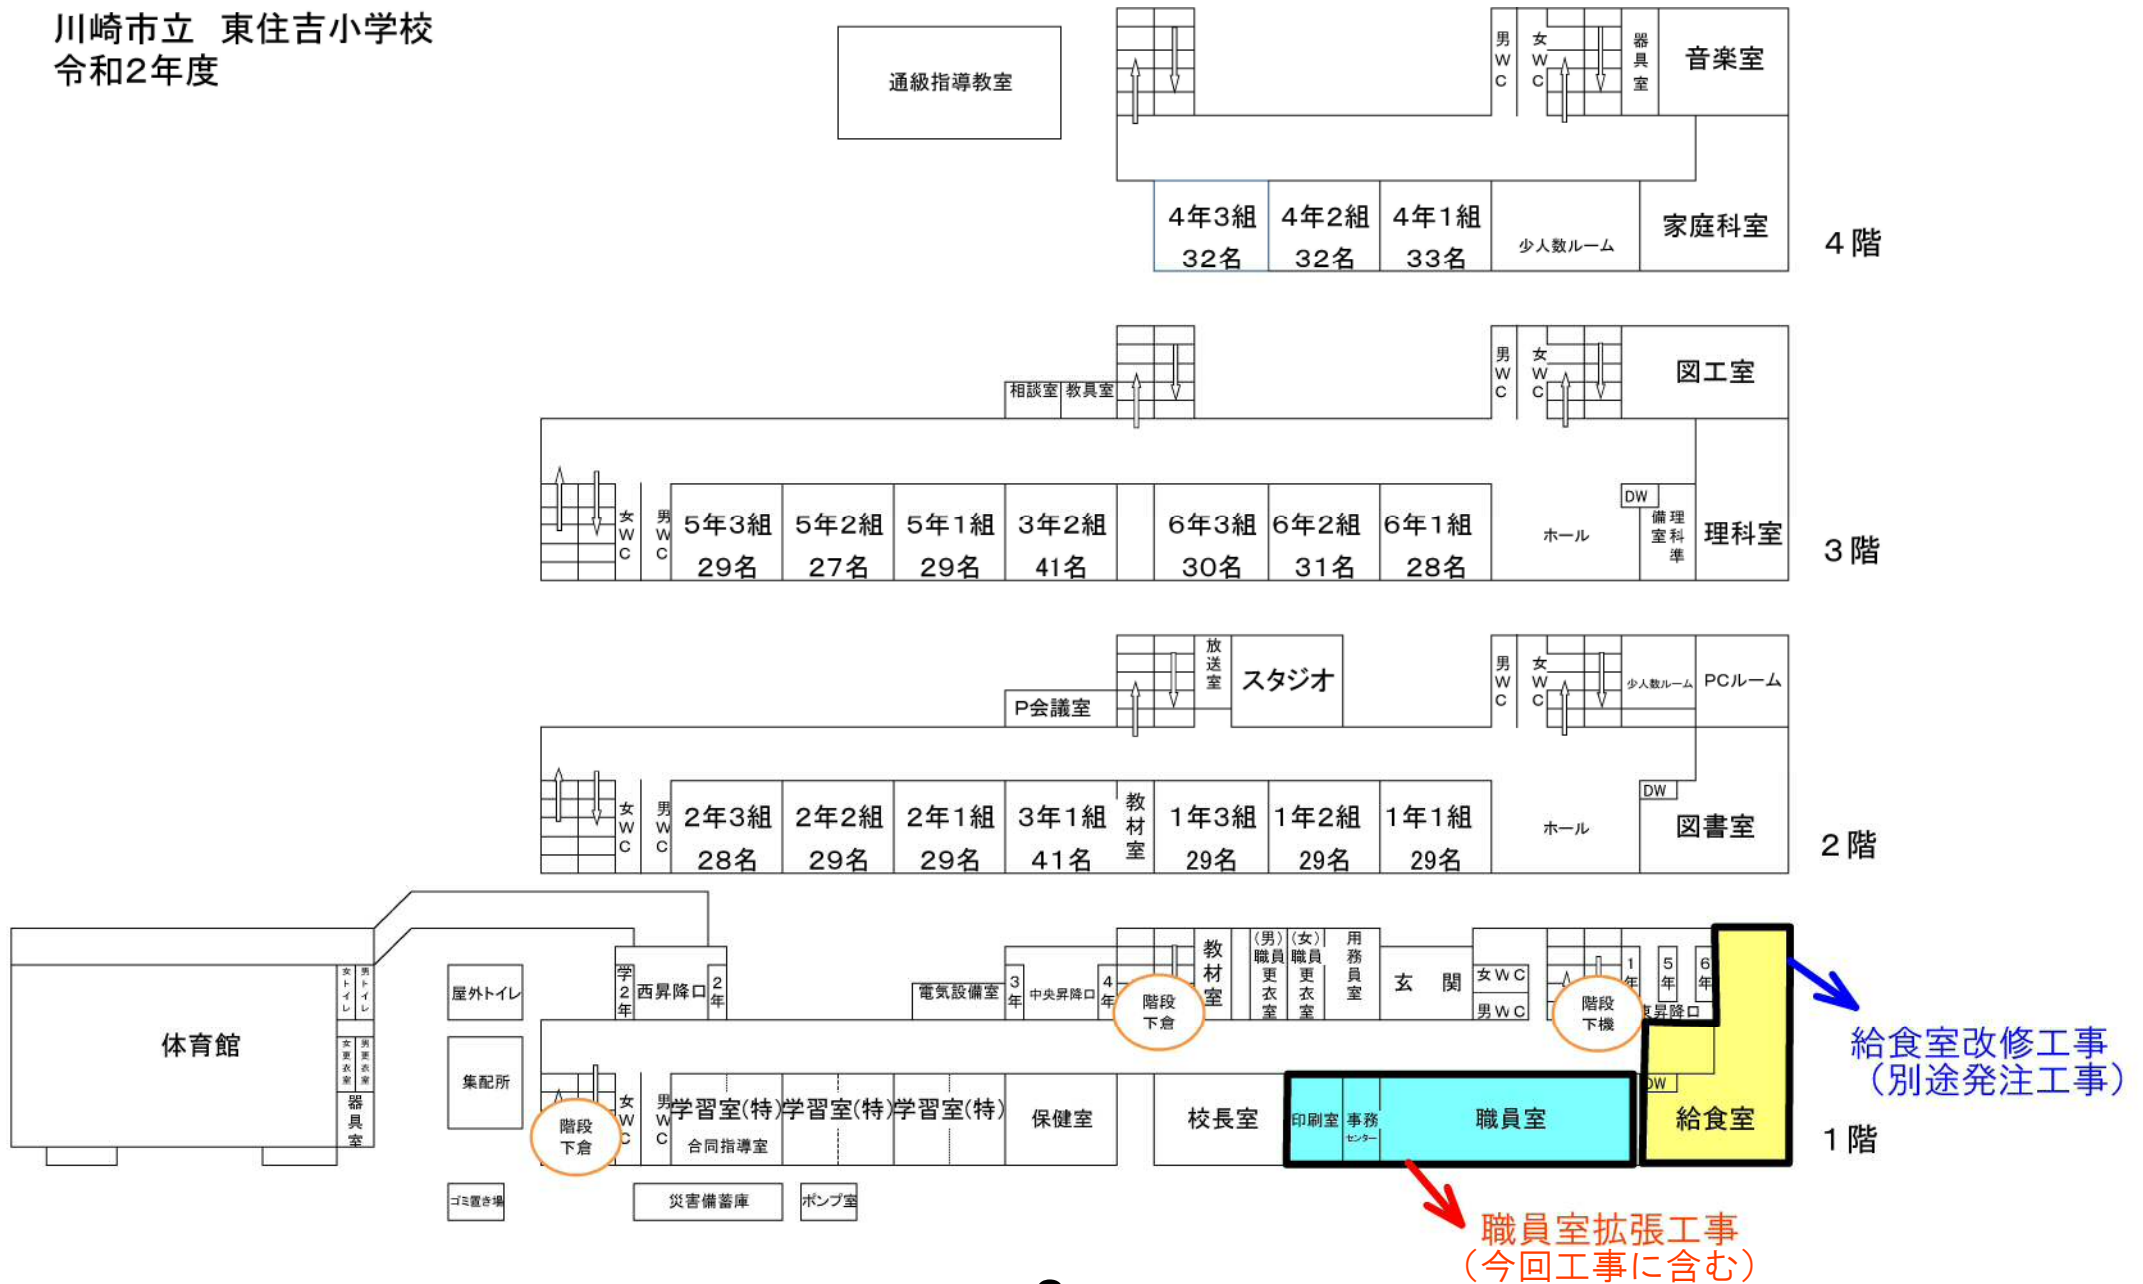 川崎市立 東住吉小学校
令和2年度
通級指導教室
男WC
女WC
器具室
音楽室
4年3組
32名
4年2組
32名
4年1組
33名
少人数ルーム
家庭科室
4階
相談室
教具室
男WC
女WC
図工室
女WC
男WC
5年3組
29名
5年2組
27名
5年1組
29名
3年2組
41名
6年3組
30名
6年2組
31名
6年1組
28名
ホール
DW
理科準備室
理科室
3階
P会議室
放送室
スタジオ
男WC
女WC
少人数ルーム
PCルーム
女WC
男WC
2年3組
28名
2年2組
29名
2年1組
29名
3年1組
41名
教材室
1年3組
29名
1年2組
29名
1年1組
29名
ホール
DW
図書室
2階
体育館
女トイレ
男トイレ
女更衣室
男更衣室
器具室
屋外トイレ
集配所
ゴミ置き場
学2年
西昇降口
2年
電気設備室
3年
中央昇降口
4年
階段下倉
教材室
(男)職員更衣室
(女)職員更衣室
用務員室
玄関
女WC
男WC
階段下機
1年
5年
6年
東昇降口
階段下倉
女WC
男WC
学習室(特)
合同指導室
学習室(特)
学習室(特)
保健室
校長室
印刷室
事務センター
職員室
DW
給食室
1階
災害備蓄庫
ポンプ室
給食室改修工事
(別途発注工事)
職員室拡張工事
(今回工事に含む)